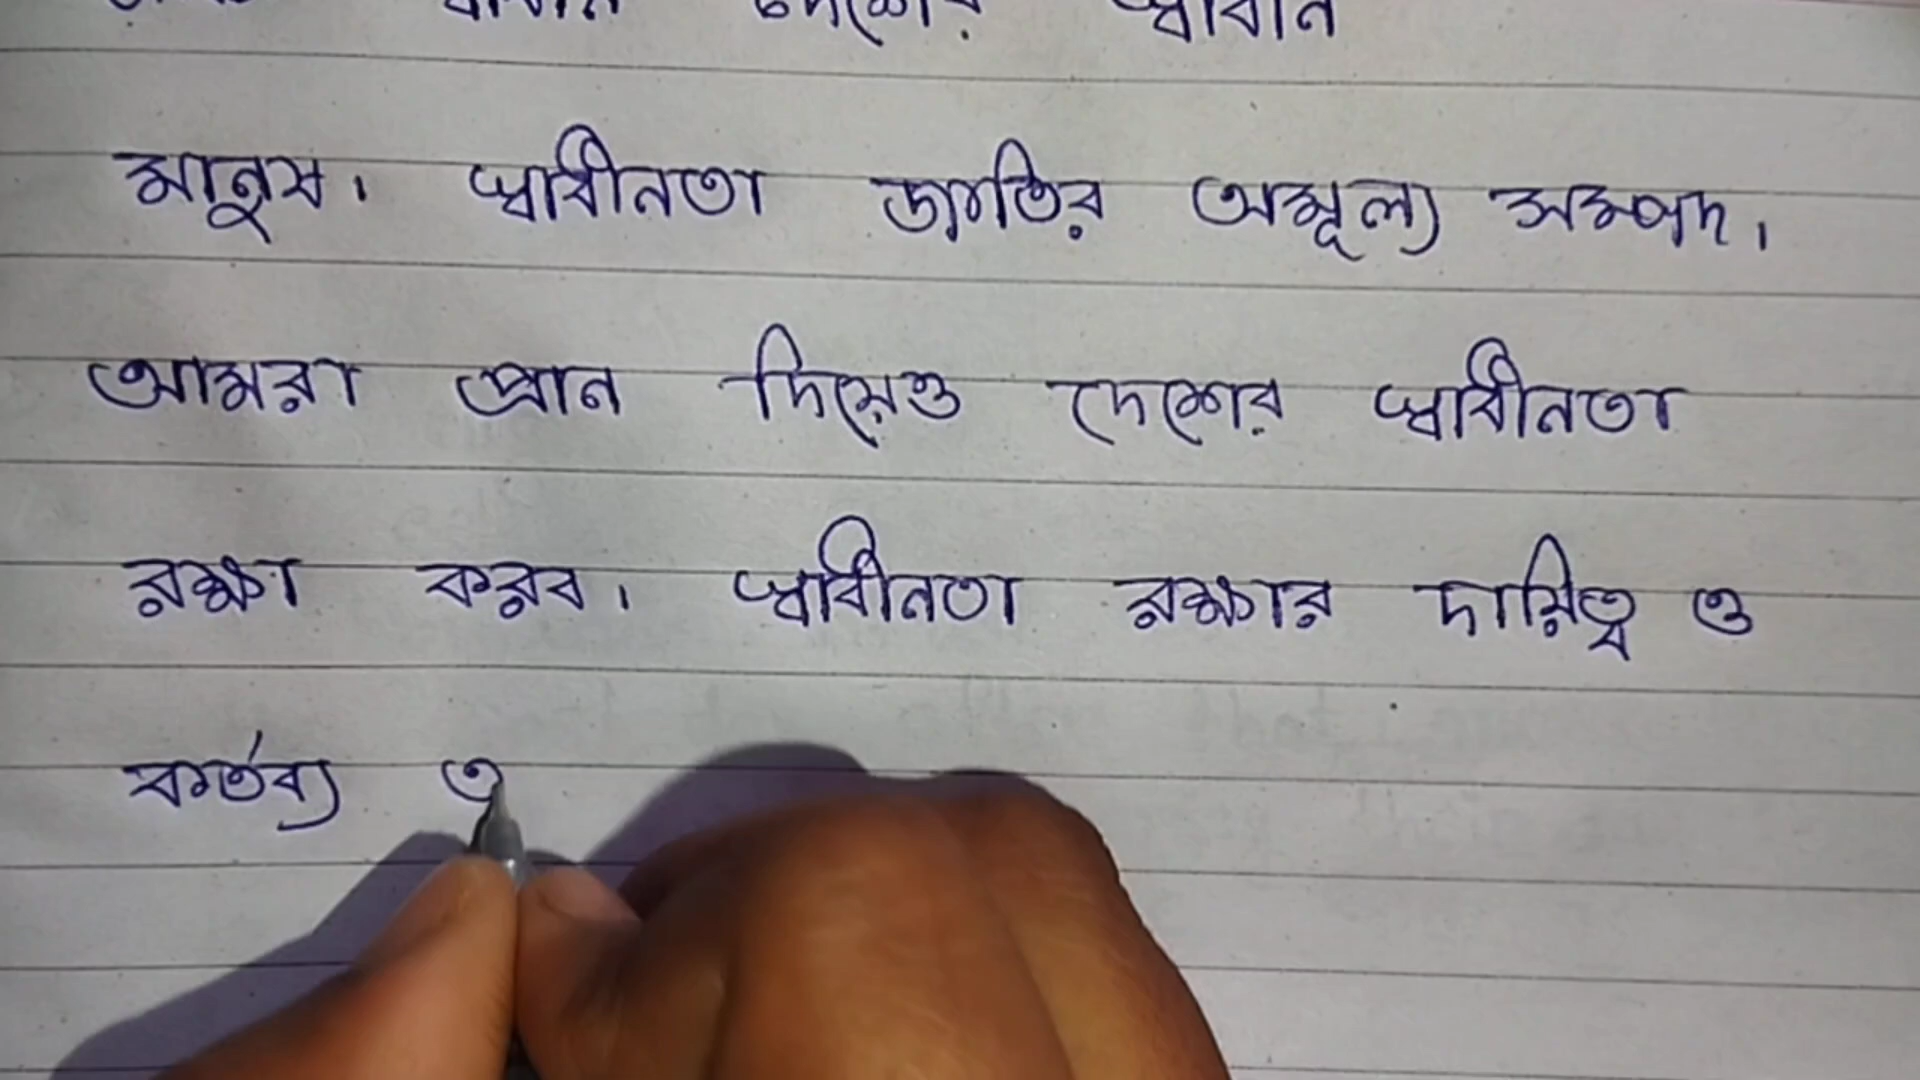 স্বাধীন দেশের স্বাধীন
মানুষ। স্বাধীনতা জাতির অমূল্য সম্পদ।
আমরা প্রান দিয়েও দেশের স্বাধীনতা
রক্ষা করব। স্বাধীনতা রক্ষার দায়িত্ব ও
কর্তব্য